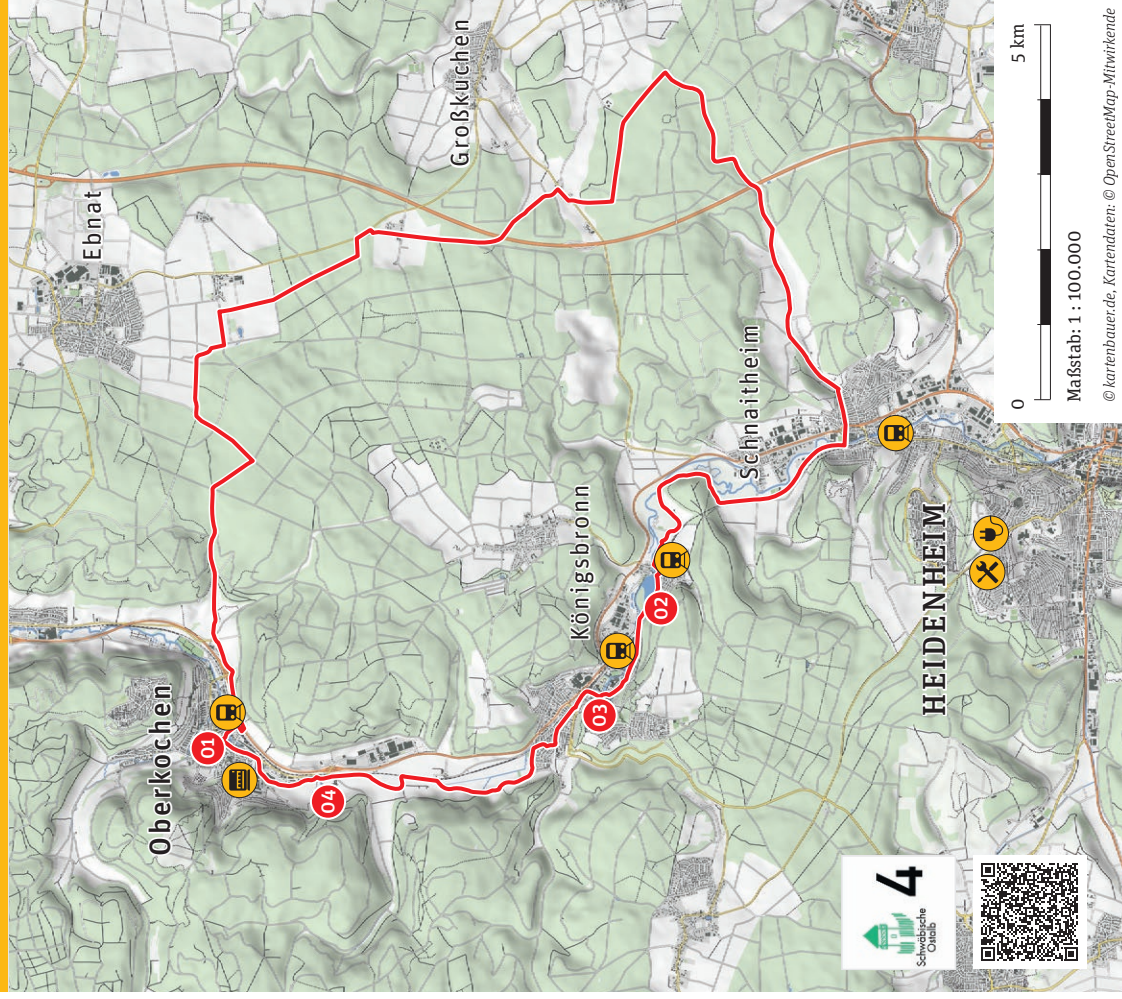 Oberkochen
Ebnat
Großkuchen
Königsbronn
Schnaitheim
HEIDENHEIM
01
02
03
04
Schwäbische
Ostalb
4
0 5 km
Maßstab: 1 : 100.000
© kartenbauer.de, Kartendaten: © OpenStreetMap-Mitwirkende